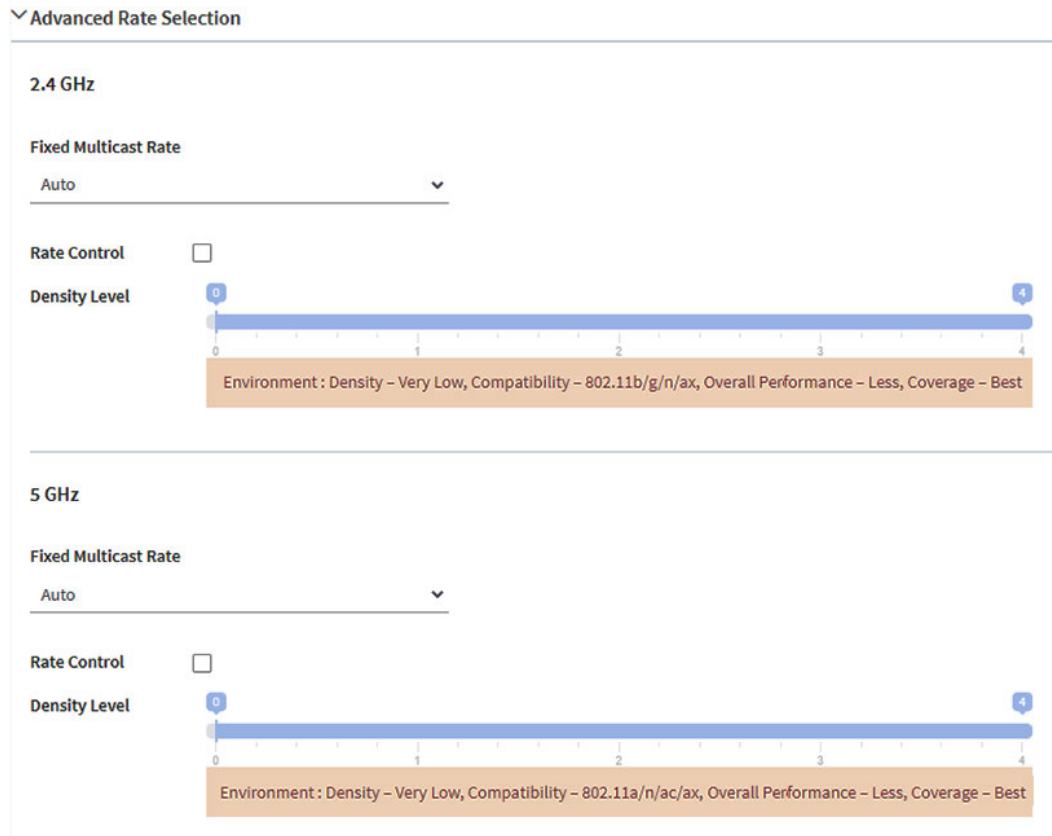 Advanced Rate Selection
2.4 GHz
Fixed Multicast Rate
Auto
Rate Control
Density Level
0 4
0 1 2 3 4
Environment : Density – Very Low, Compatibility – 802.11b/g/n/ax, Overall Performance – Less, Coverage – Best
5 GHz
Fixed Multicast Rate
Auto
Rate Control
Density Level
0 4
0 1 2 3 4
Environment : Density – Very Low, Compatibility – 802.11a/n/ac/ax, Overall Performance – Less, Coverage – Best